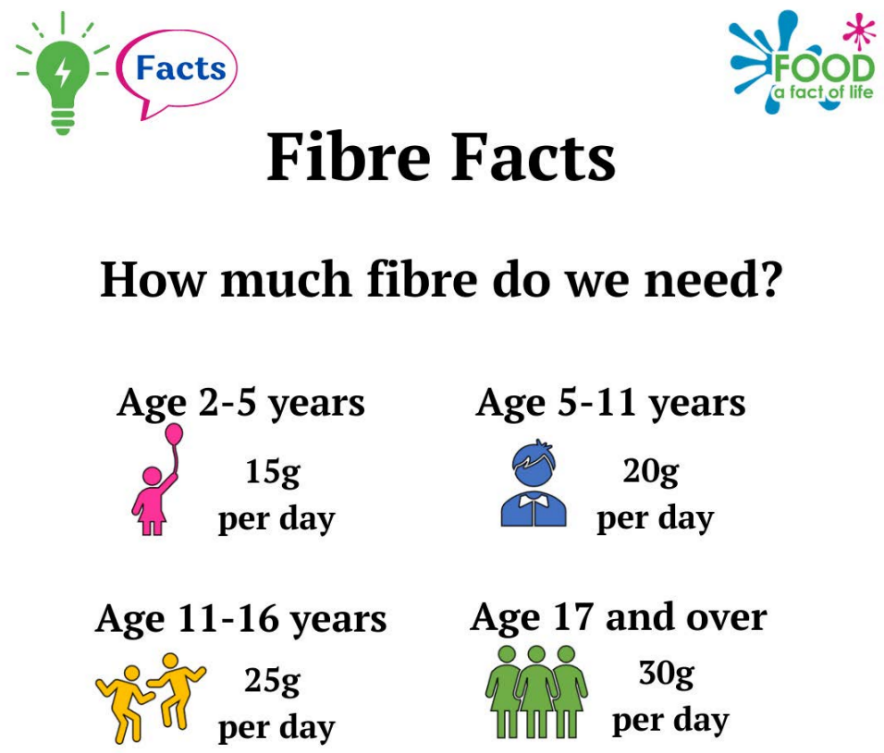 Facts
FOOD
a fact of life
Fibre Facts
How much fibre do we need?
Age 2-5 years
15g
per day
Age 5-11 years
20g
per day
Age 11-16 years
25g
per day
Age 17 and over
30g
per day